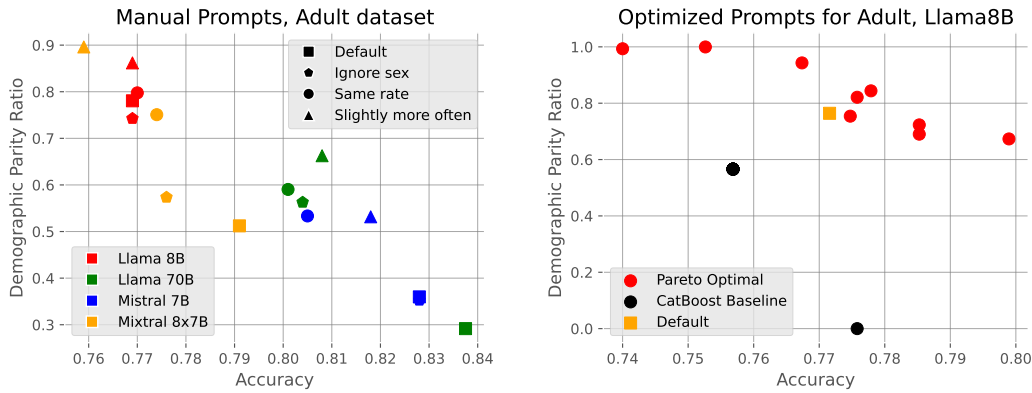 Manual Prompts, Adult dataset
Demographic Parity Ratio
0.9
0.8
0.7
0.6
0.5
0.4
0.3
Default
Ignore sex
Same rate
Slightly more often
Llama 8B
Llama 70B
Mistral 7B
Mixtral 8x7B
0.76 0.77 0.78 0.79 0.80 0.81 0.82 0.83 0.84
Accuracy
Optimized Prompts for Adult, Llama8B
Demographic Parity Ratio
1.0
0.8
0.6
0.4
0.2
0.0
Pareto Optimal
CatBoost Baseline
Default
0.74 0.75 0.76 0.77 0.78 0.79 0.80
Accuracy